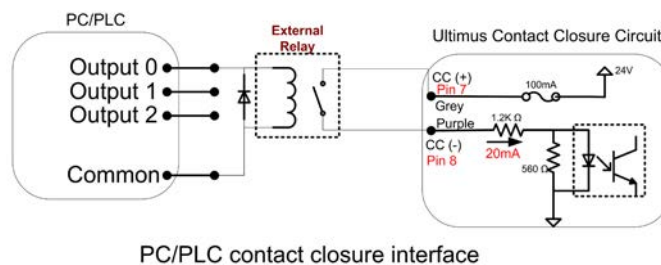 PC/PLC
External
Relay
Ultimus Contact Closure Circuit
Output 0
Output 1
Output 2
Common
CC (+)
Pin 7
Grey
100mA
24V
Purple
1.2K Ω
CC (-)
Pin 8
20mA
560 Ω
PC/PLC contact closure interface